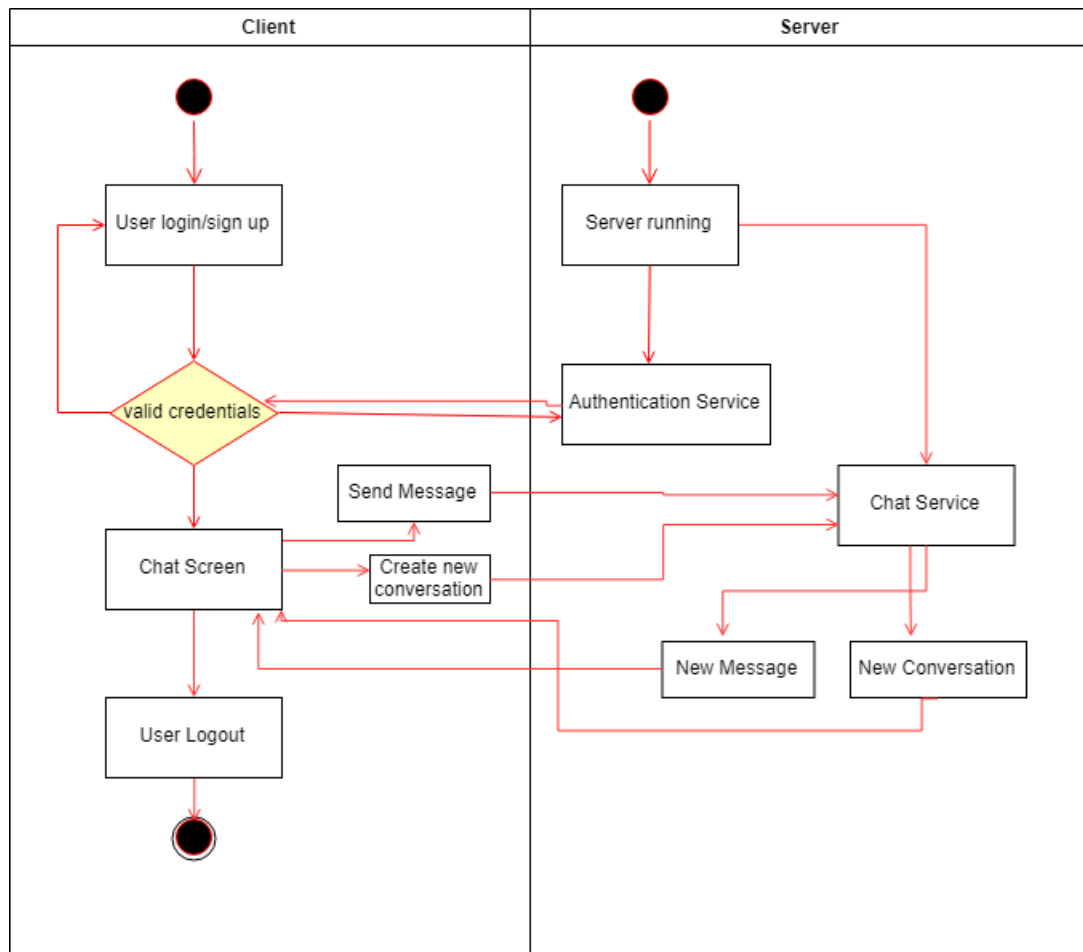 Client
Server
User login/sign up
Server running
valid credentials
Authentication Service
Send Message
Chat Service
Chat Screen
Create new
conversation
New Message
New Conversation
User Logout